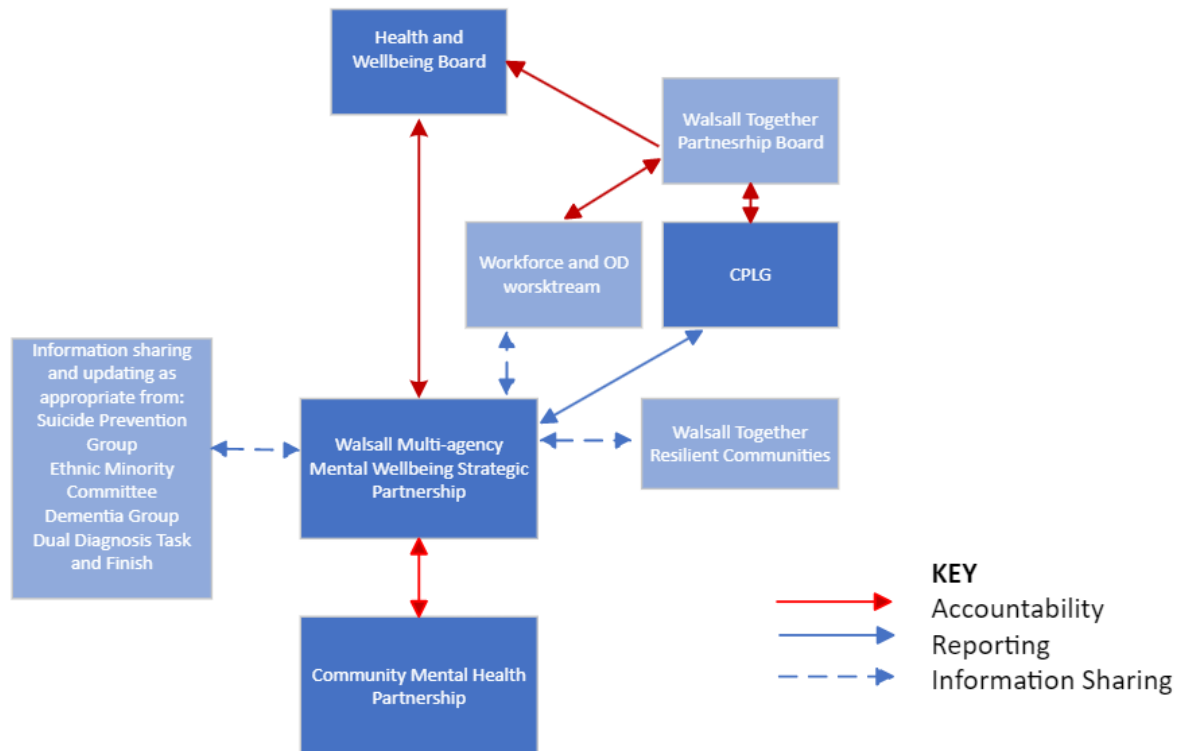 Health and
Wellbeing Board
Walsall Together
Partnesrhip Board
Workforce and OD
worsktream
CPLG
Information sharing
and updating as
appropriate from:
Suicide Prevention
Group
Ethnic Minority
Committee
Dementia Group
Dual Diagnosis Task
and Finish
Walsall Multi-agency
Mental Wellbeing Strategic
Partnership
Walsall Together
Resilient Communities
Community Mental Health
Partnership
KEY
Accountability
Reporting
Information Sharing